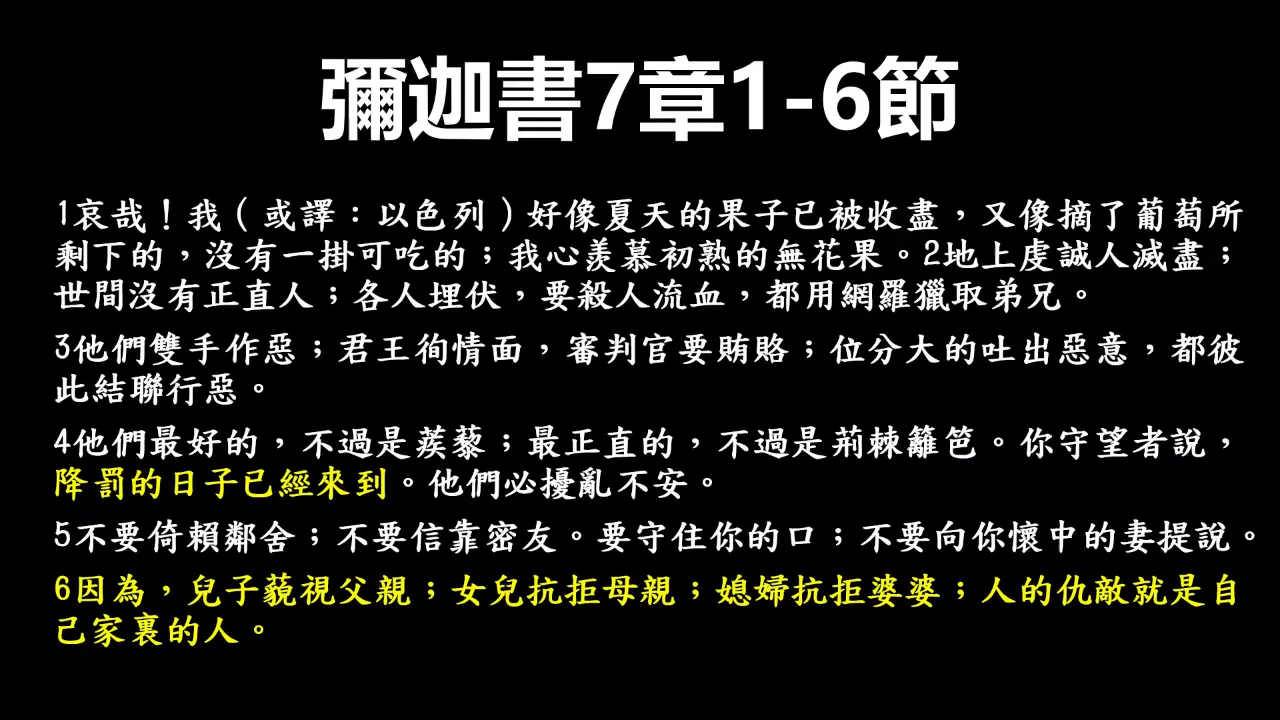 彌迦書7章1-6節
1哀哉！我（或譯：以色列）好像夏天的果子已被收盡，又像摘了葡萄所
剩下的，沒有一掛可吃的；我心羨慕初熟的無花果。2地上虔誠人滅盡；
世間沒有正直人；各人埋伏，要殺人流血，都用網羅獵取弟兄。
3他們雙手作惡；君王徇情面，審判官要賄賂；位分大的吐出惡意，都彼
此結聯行惡。
4他們最好的，不過是蒺藜；最正直的，不過是荊棘籬笆。你守望者說，
降罰的日子已經來到。他們必擾亂不安。
5不要倚賴鄰舍；不要信靠密友。要守住你的口；不要向你懷中的妻提說。
6因為，兒子藐視父親；女兒抗拒母親；媳婦抗拒婆婆；人的仇敵就是自
己家裏的人。